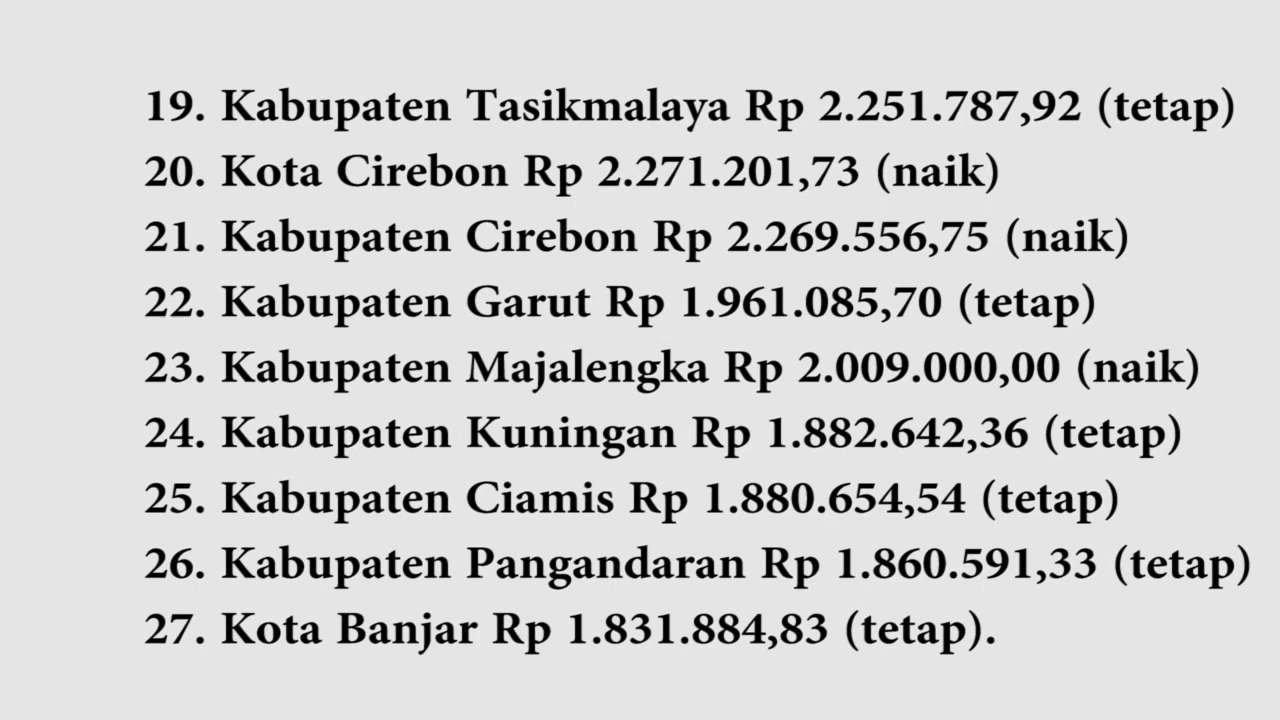 19. Kabupaten Tasikmalaya Rp 2.251.787,92 (tetap)
20. Kota Cirebon Rp 2.271.201,73 (naik)
21. Kabupaten Cirebon Rp 2.269.556,75 (naik)
22. Kabupaten Garut Rp 1.961.085,70 (tetap)
23. Kabupaten Majalengka Rp 2.009.000,00 (naik)
24. Kabupaten Kuningan Rp 1.882.642,36 (tetap)
25. Kabupaten Ciamis Rp 1.880.654,54 (tetap)
26. Kabupaten Pangandaran Rp 1.860.591,33 (tetap)
27. Kota Banjar Rp 1.831.884,83 (tetap).